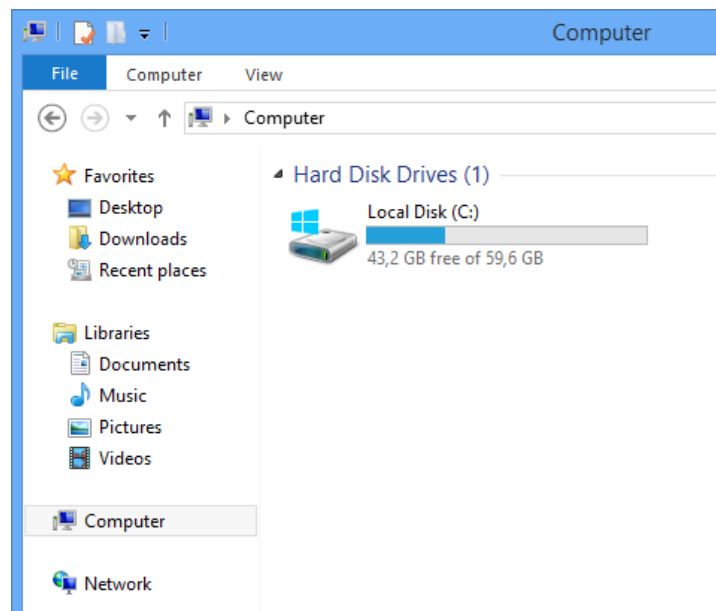 Computer
File Computer View
Computer
Favorites
Desktop
Downloads
Recent places
Libraries
Documents
Music
Pictures
Videos
Computer
Network
Hard Disk Drives (1)
Local Disk (C:)
43,2 GB free of 59,6 GB